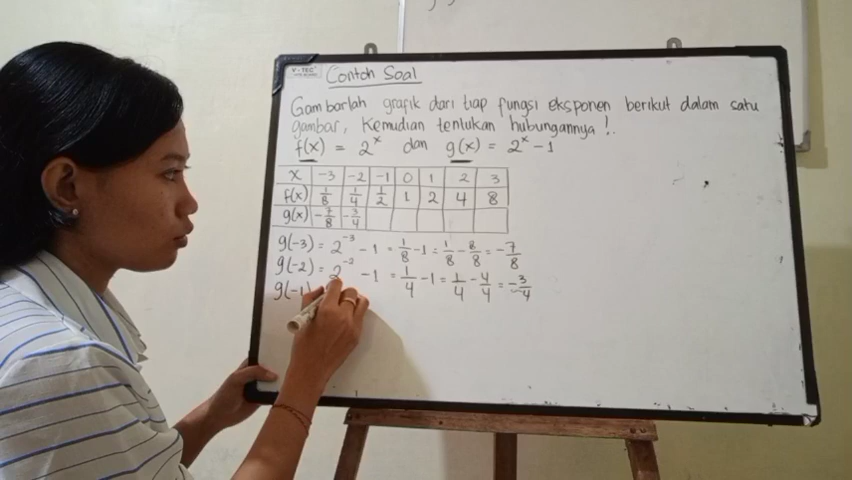 V-TEC
Contoh Soal
Gambarlah grafik dari tiap fungsi eksponen berikut dalam satu
gambar, Kemudian tentukan hubungannya !.
f(x) = 2^x dan g(x) = 2^x - 1
x -3 -2 -1 0 1 2 3
f(x) 1/8 1/4 1/2 1 2 4 8
g(x) -7/8 -3/4
g(-3) = 2^-3 - 1 = 1/8 - 1 = 1/8 - 8/8 = -7/8
g(-2) = 2^-2 - 1 = 1/4 - 1 = 1/4 - 4/4 = -3/4
g(-1)